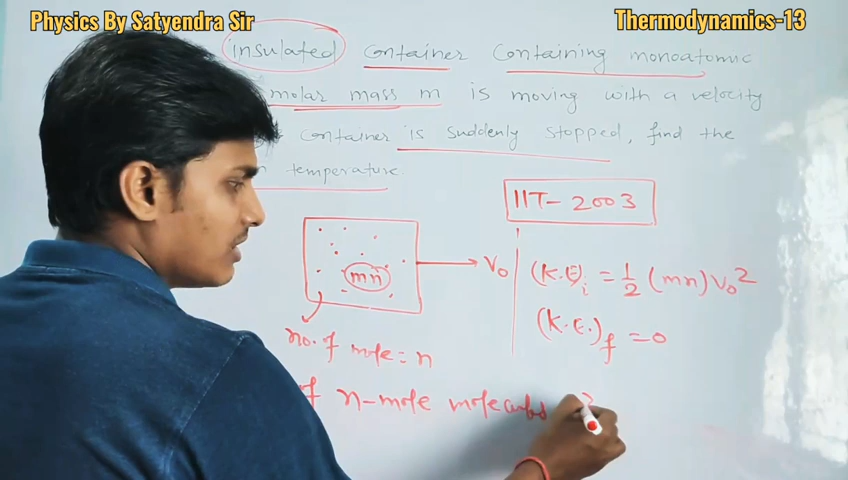 Physics By Satyendra Sir
Thermodynamics-13
insulated container containing monoatomic
molar mass m is moving with a velocity
container is suddenly stopped, find the
temperature.
IIT-2003
mn
V₀
(K.E)ᵢ = 1/2 (mn) V₀²
(K.E.)f = 0
no. of mole = n
of n-mole molecules